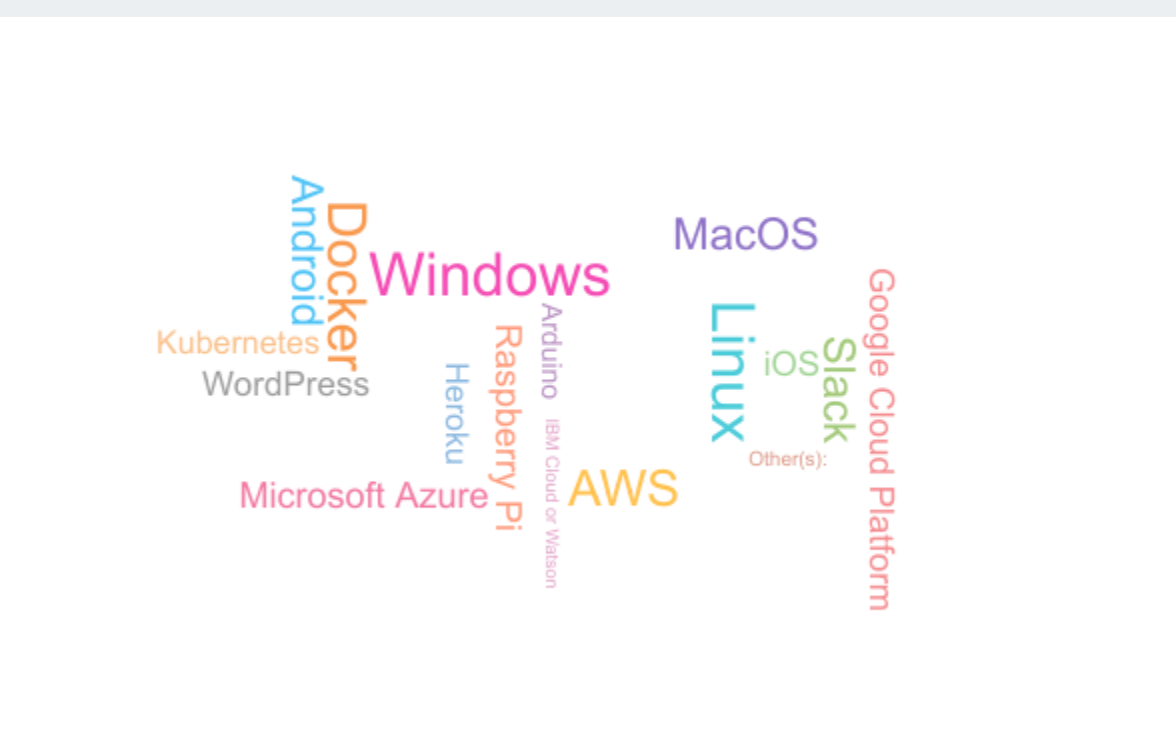 Android
Docker
Windows
MacOS
Kubernetes
WordPress
Heroku
Raspberry Pi
Arduino
IBM Cloud or Watson
Linux
iOS
Slack
Google Cloud Platform
Other(s):
Microsoft Azure
AWS